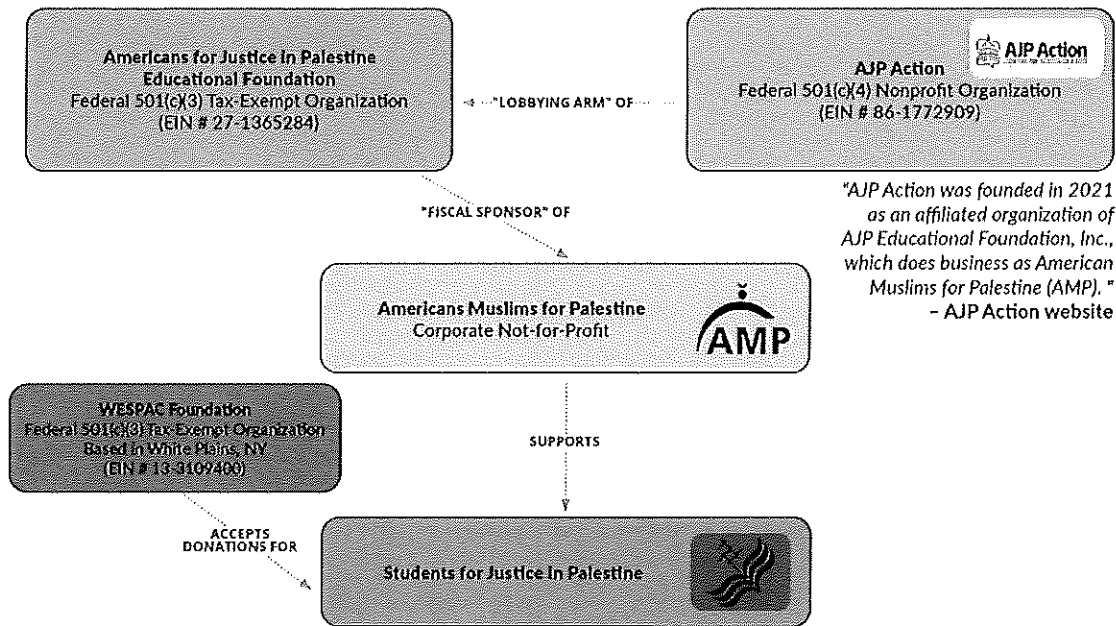 Americans for Justice in Palestine
Educational Foundation
Federal 501(c)(3) Tax-Exempt Organization
(EIN # 27-1365284)
"LOBBYING ARM" OF
AJP Action
AJP Action
Federal 501(c)(4) Nonprofit Organization
(EIN # 86-1772909)
"AJP Action was founded in 2021
as an affiliated organization of
AJP Educational Foundation, Inc.,
which does business as American
Muslims for Palestine (AMP). "
– AJP Action website
"FISCAL SPONSOR" OF
Americans Muslims for Palestine
Corporate Not-for-Profit
AMP
WESPAC Foundation
Federal 501(c)(3) Tax-Exempt Organization
Based in White Plains, NY
(EIN # 13-3109400)
SUPPORTS
ACCEPTS
DONATIONS FOR
Students for Justice in Palestine